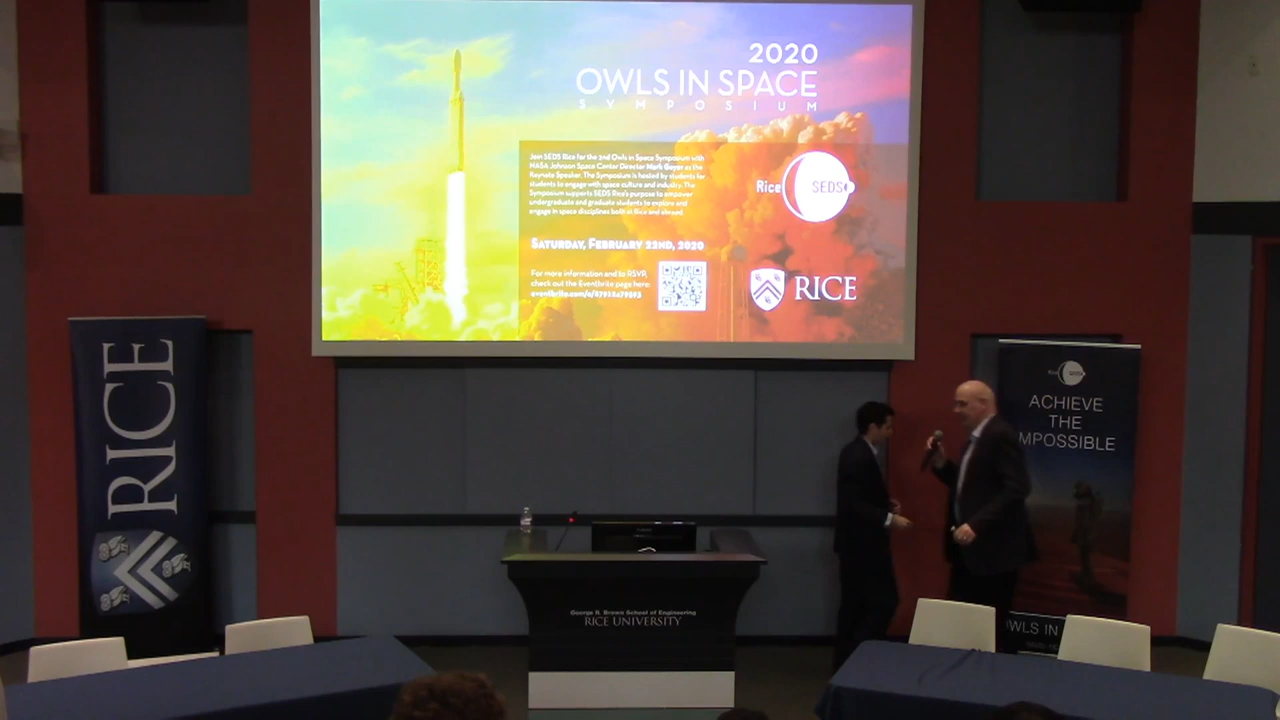 2020
OWLS IN SPACE
SYMPOSIUM
Join SEDS Rice for the 2nd Owls in Space Symposium with
NASA Johnson Space Center Director Mark Geyer as the
Keynote Speaker. The Symposium is hosted by students for
students to engage with space culture and industry. The
Symposium supports SEDS Rice's purpose to empower
undergraduate and graduate students to explore and
engage in space disciplines both at Rice and abroad.
Rice SEDS
SATURDAY, FEBRUARY 22ND, 2020
For more information and to RSVP,
check out the Eventbrite page here:
RICE
RICE
Rice SEDS
ACHIEVE
THE
IMPOSSIBLE
George R. Brown School of Engineering
RICE UNIVERSITY
OWLS IN